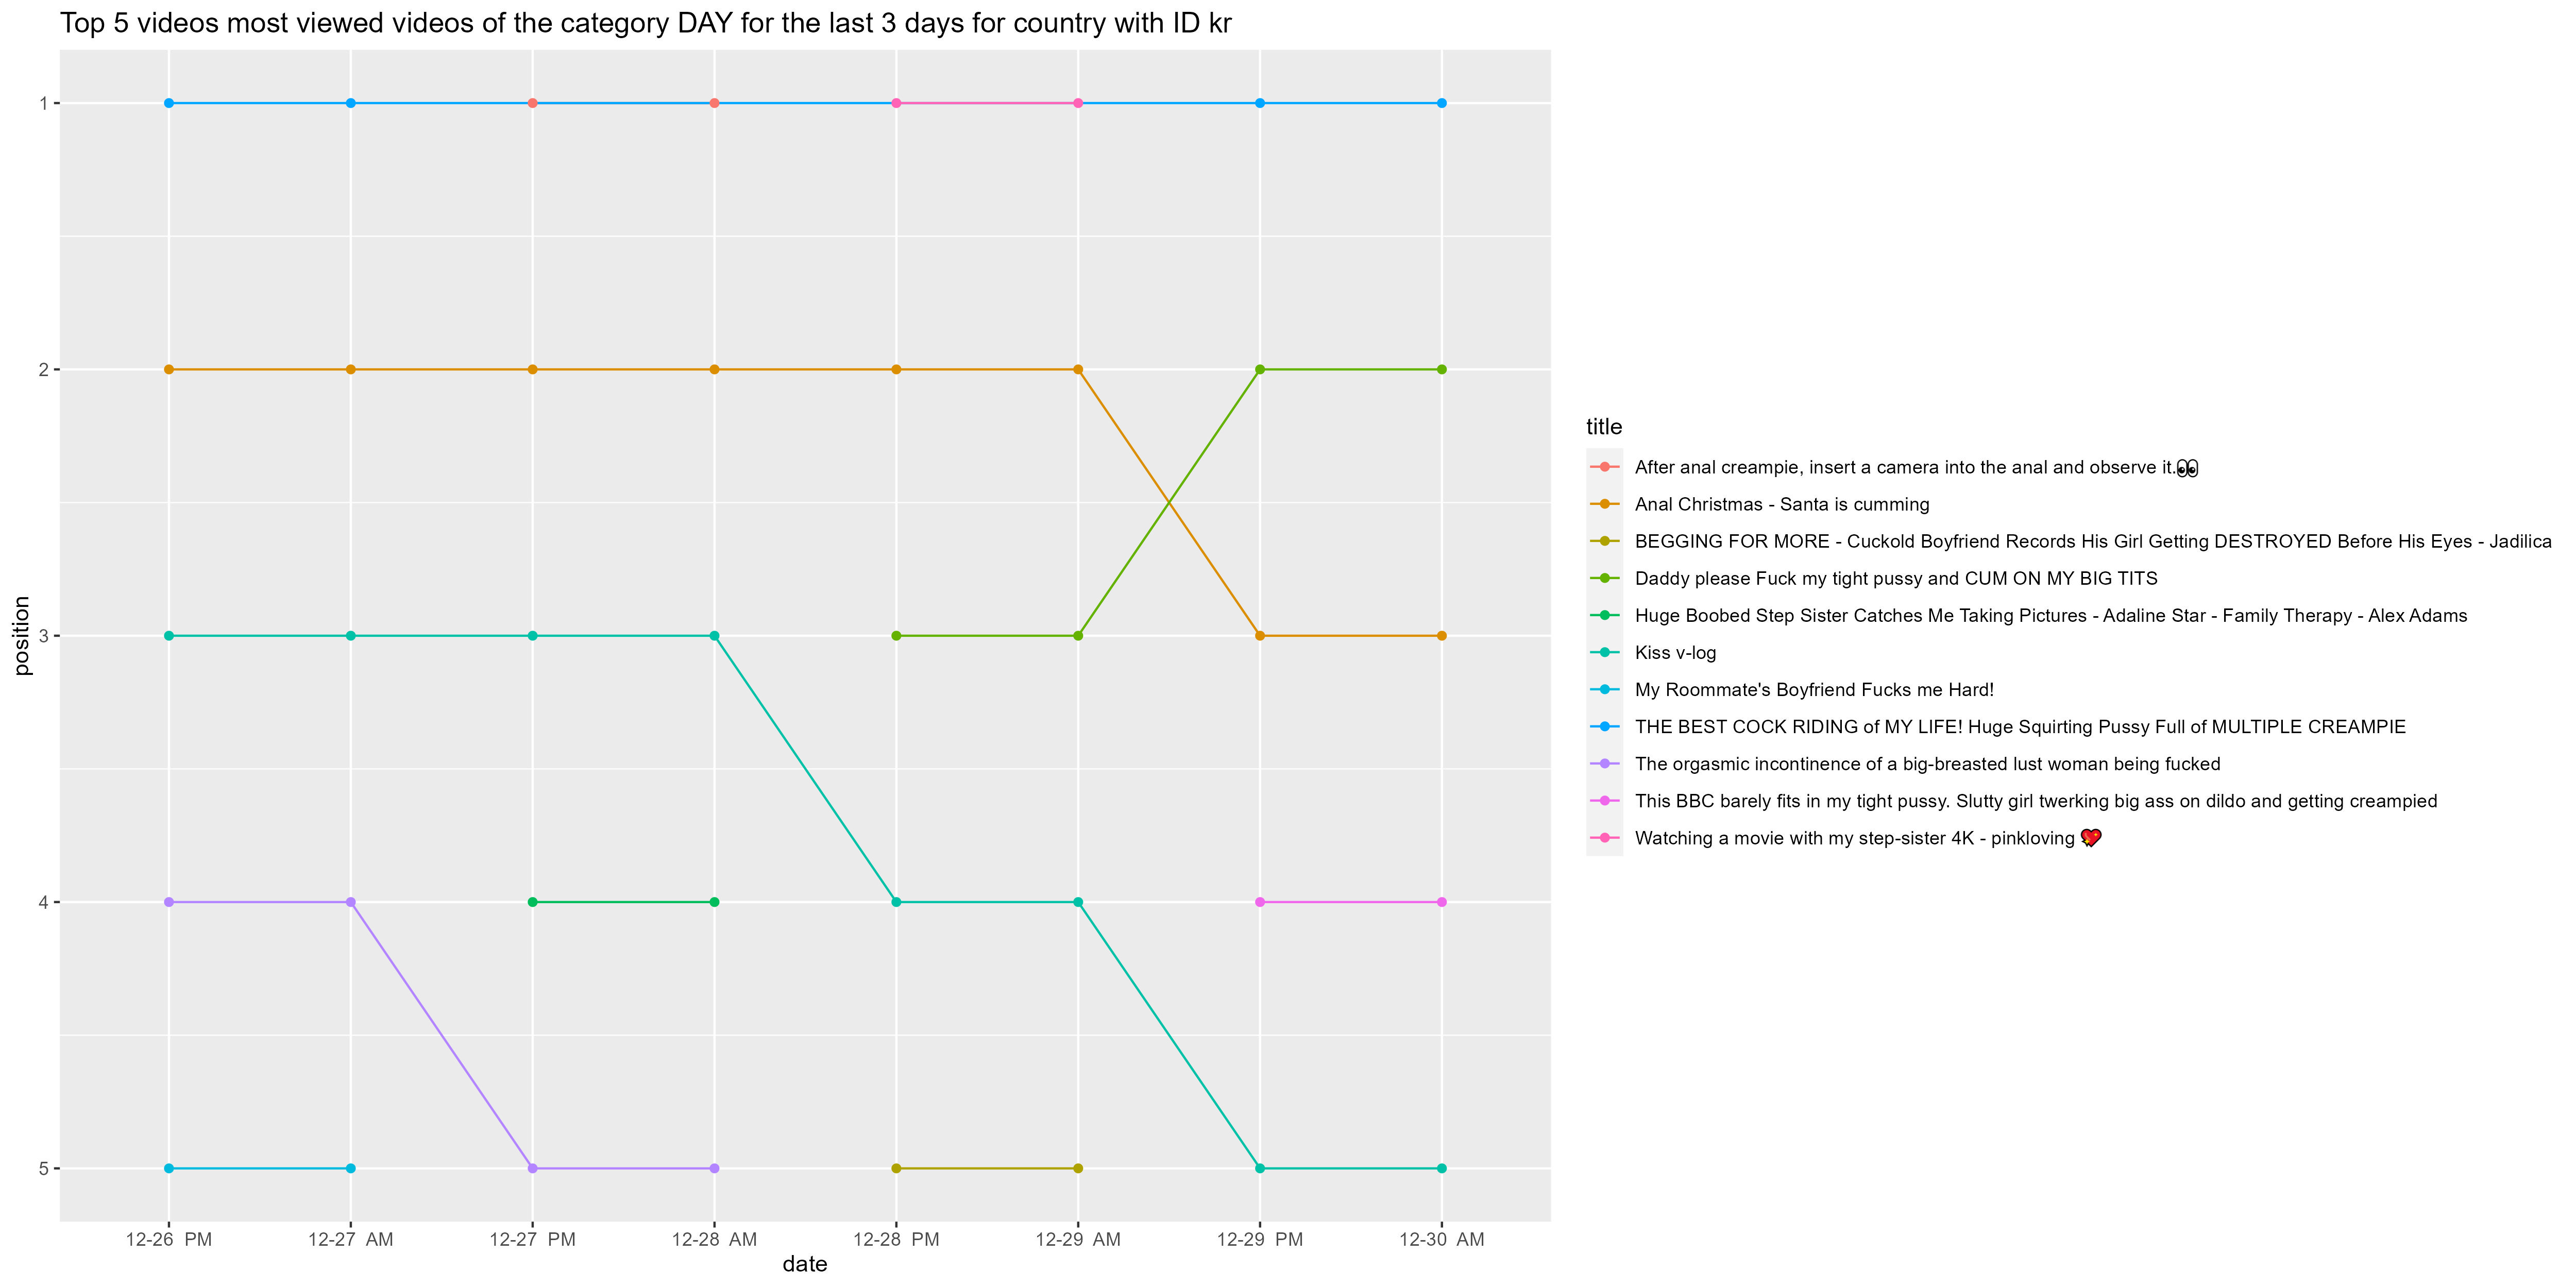 Top 5 videos most viewed videos of the category DAY for the last 3 days for country with ID kr
position
1
2
3
4
5
12-26 PM
12-27 AM
12-27 PM
12-28 AM
12-28 PM
12-29 AM
12-29 PM
12-30 AM
date
title
After anal creampie, insert a camera into the anal and observe it.👀
Anal Christmas - Santa is cumming
BEGGING FOR MORE - Cuckold Boyfriend Records His Girl Getting DESTROYED Before His Eyes - Jadilica
Daddy please Fuck my tight pussy and CUM ON MY BIG TITS
Huge Boobed Step Sister Catches Me Taking Pictures - Adaline Star - Family Therapy - Alex Adams
Kiss v-log
My Roommate's Boyfriend Fucks me Hard!
THE BEST COCK RIDING of MY LIFE! Huge Squirting Pussy Full of MULTIPLE CREAMPIE
The orgasmic incontinence of a big-breasted lust woman being fucked
This BBC barely fits in my tight pussy. Slutty girl twerking big ass on dildo and getting creampied
Watching a movie with my step-sister 4K - pinkloving 💖